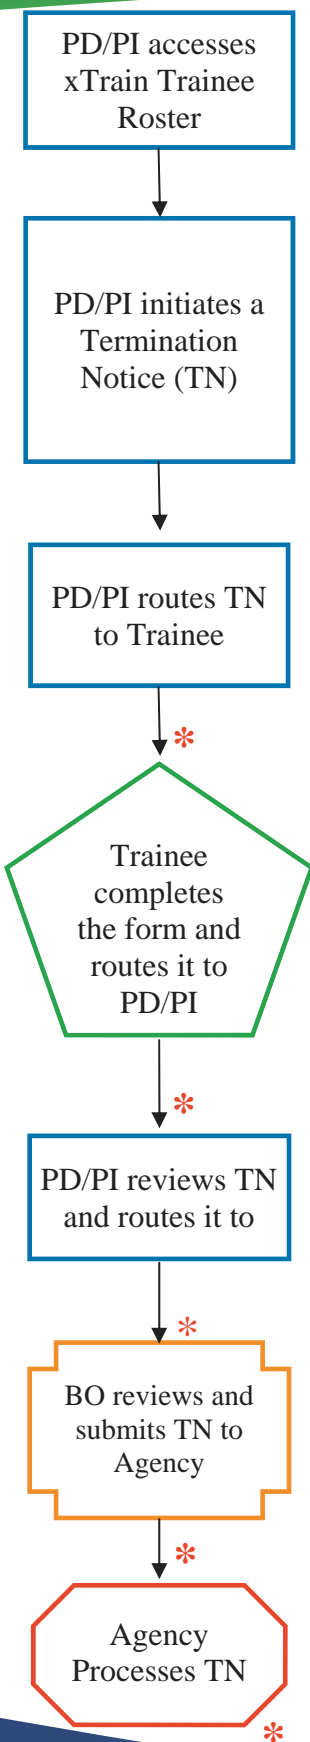 PD/PI accesses
xTrain Trainee
Roster
PD/PI initiates a
Termination
Notice (TN)
PD/PI routes TN
to Trainee
*
Trainee
completes
the form and
routes it to
PD/PI
*
PD/PI reviews TN
and routes it to
*
BO reviews and
submits TN to
Agency
*
Agency
Processes TN
*